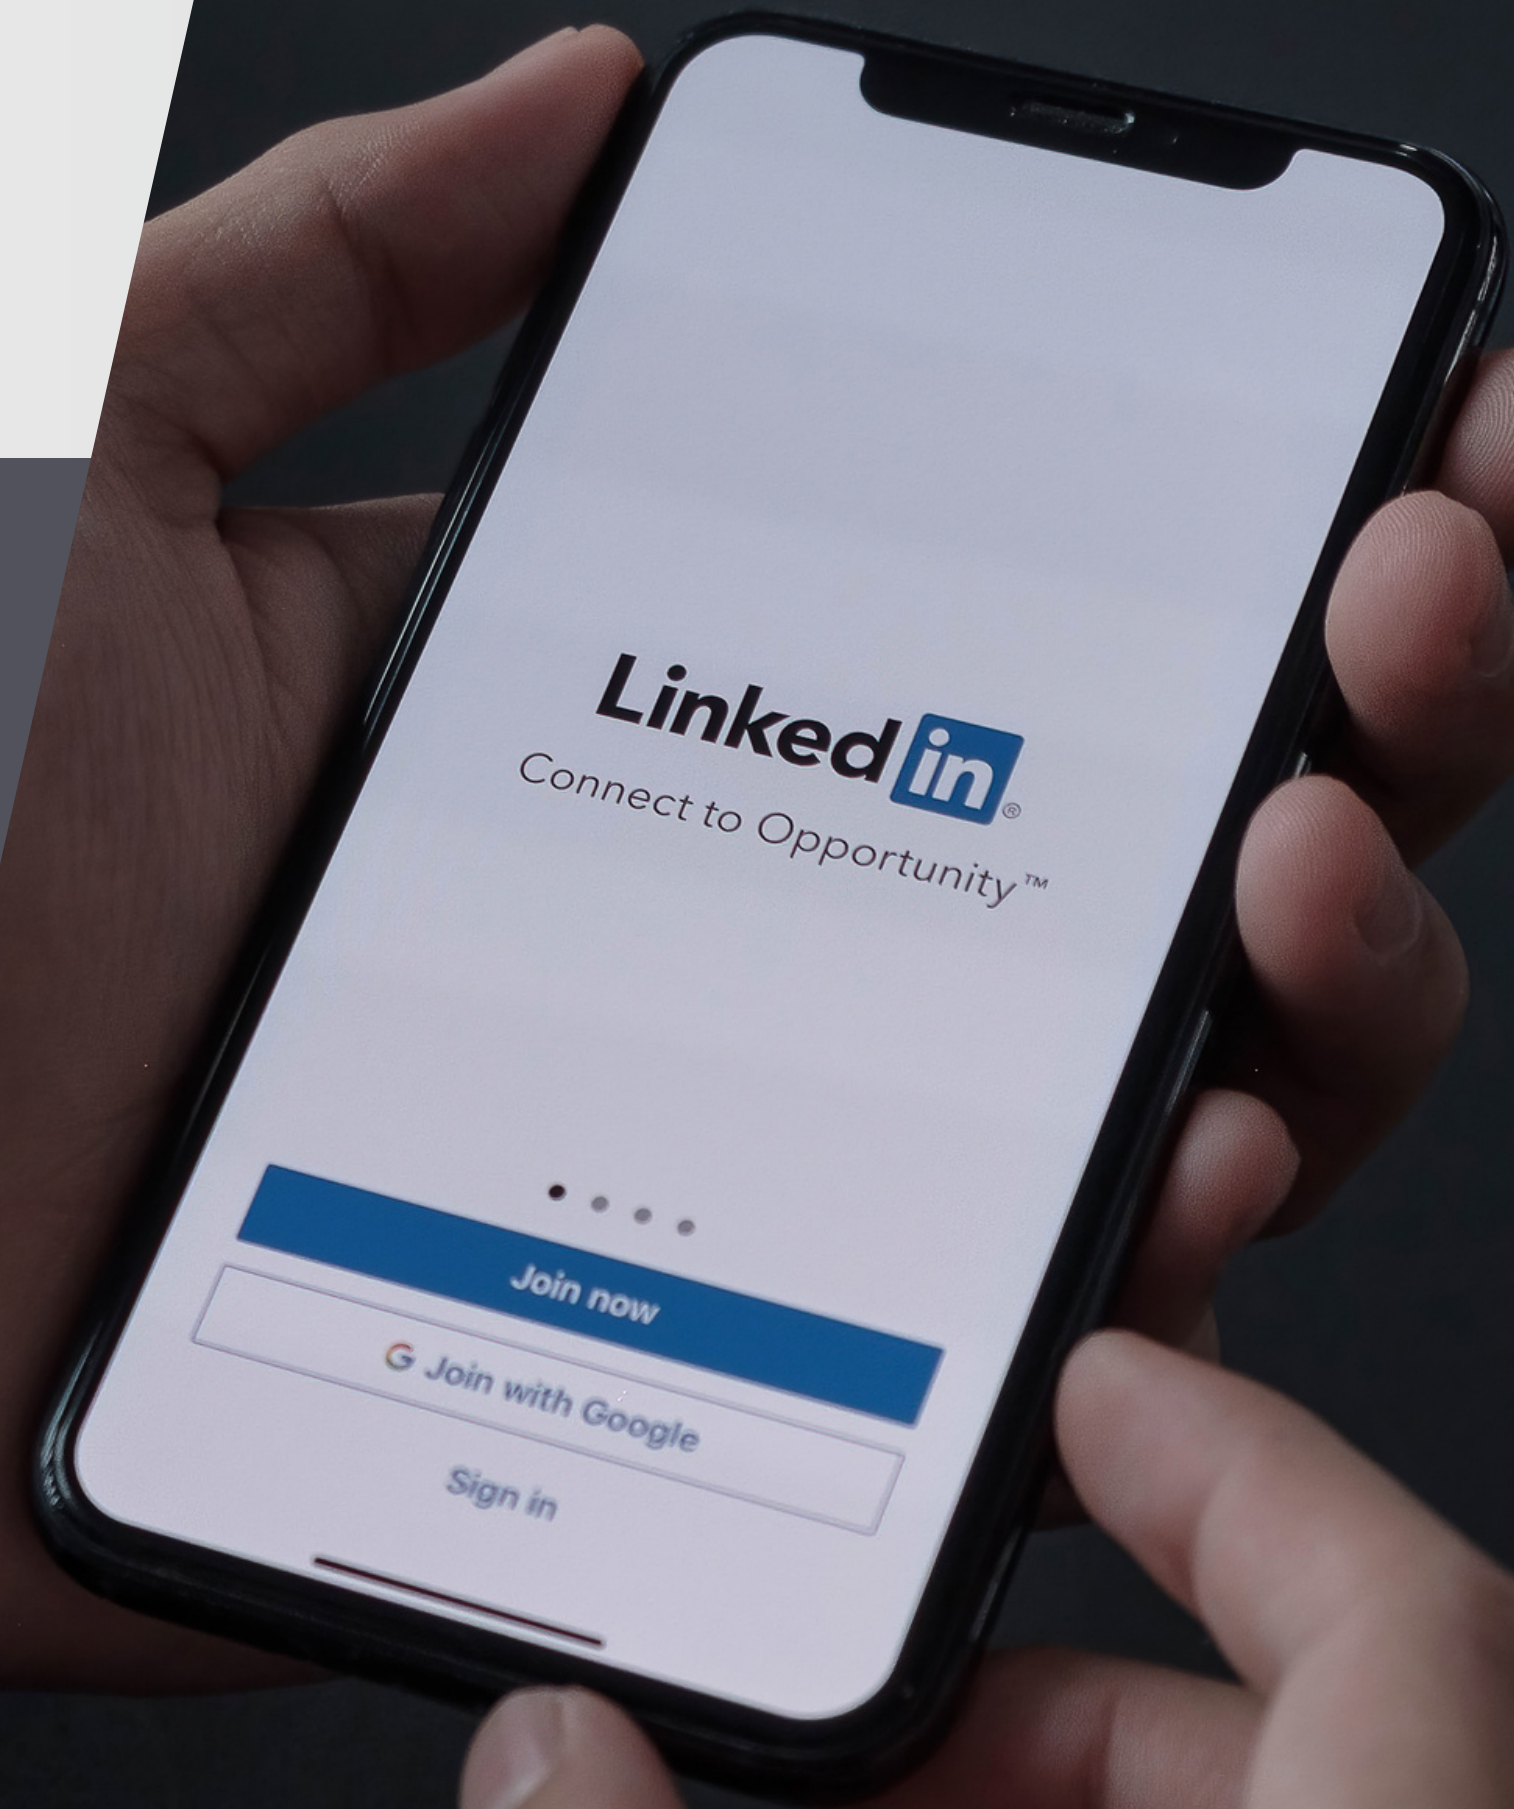 Linked in ®
Connect to Opportunity™
Join now
G Join with Google
Sign in